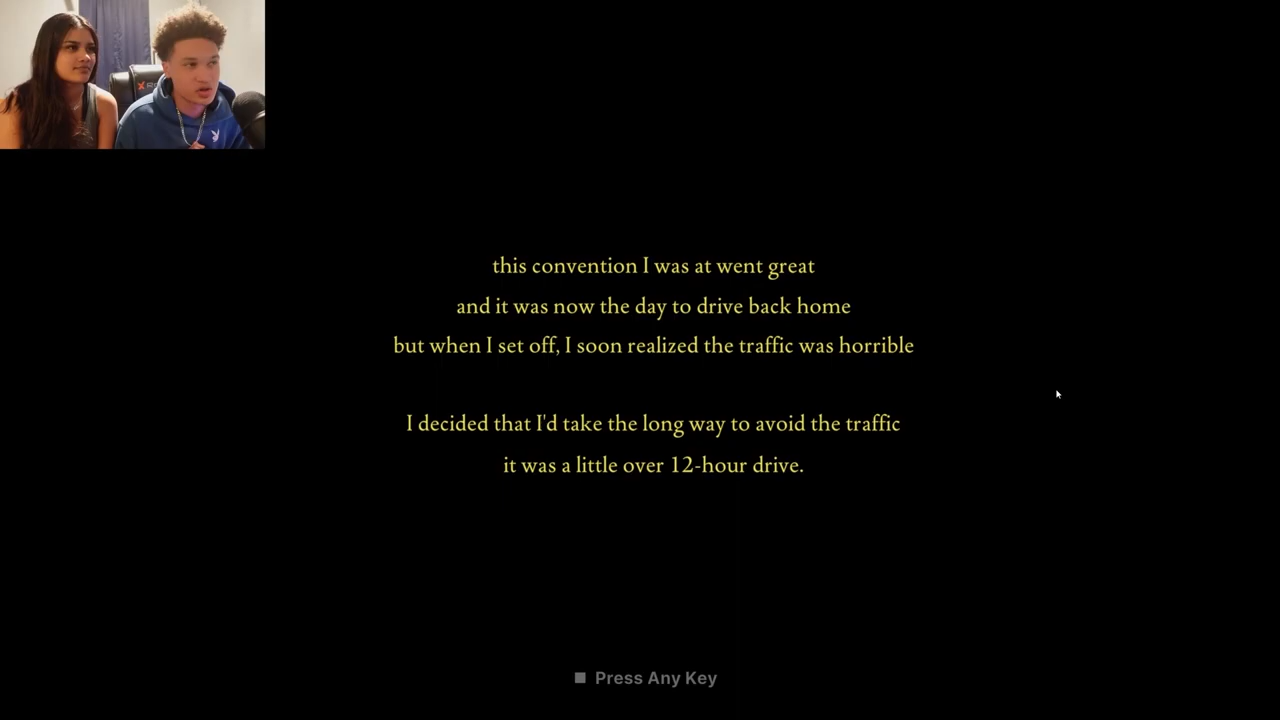 this convention I was at went great
and it was now the day to drive back home
but when I set off, I soon realized the traffic was horrible
I decided that I'd take the long way to avoid the traffic
it was a little over 12-hour drive.
Press Any Key